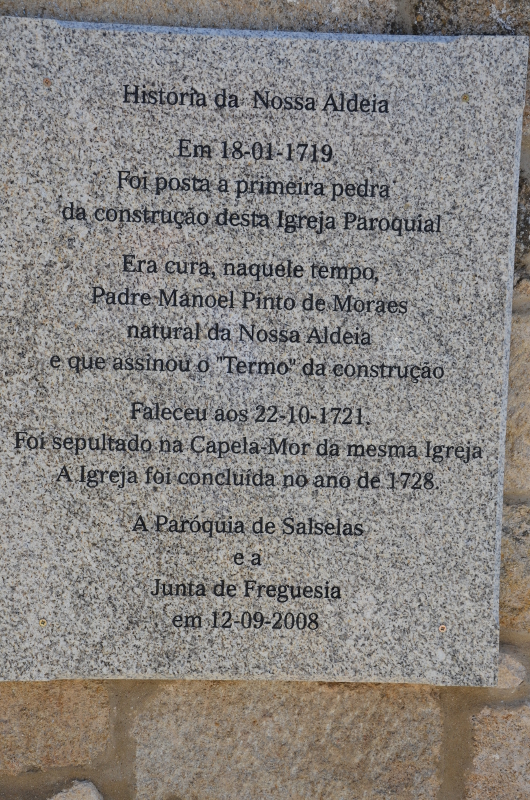 Historia da Nossa Aldeia
Em 18-01-1719
Foi posta a primeira pedra
da construção desta Igreja Paroquial
Era cura, naquele tempo,
Padre Manoel Pinto de Moraes
natural da Nossa Aldeia
e que assinou o "Termo" da construção
Faleceu aos 22-10-1721.
Foi sepultado na Capela-Mor da mesma Igreja
A Igreja foi concluída no ano de 1728.
A Paróquia de Salselas
e a
Junta de Freguesia
em 12-09-2008